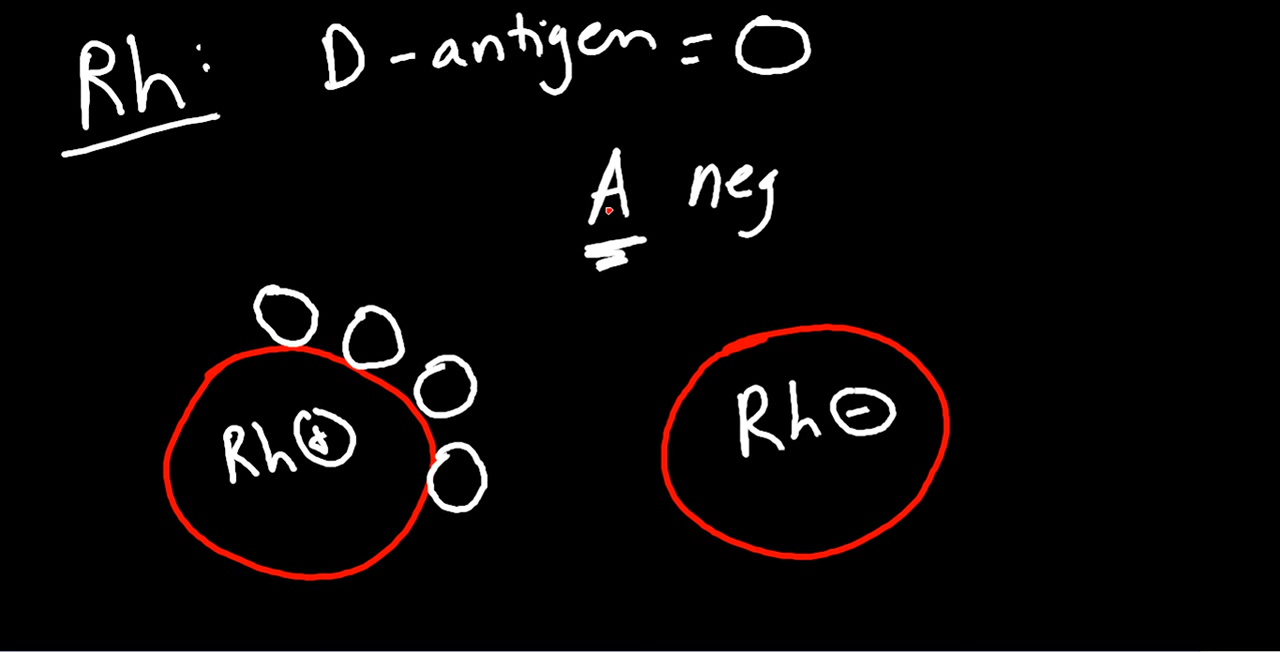 Rh: D-antigen = O
A neg
Rh+
Rh-